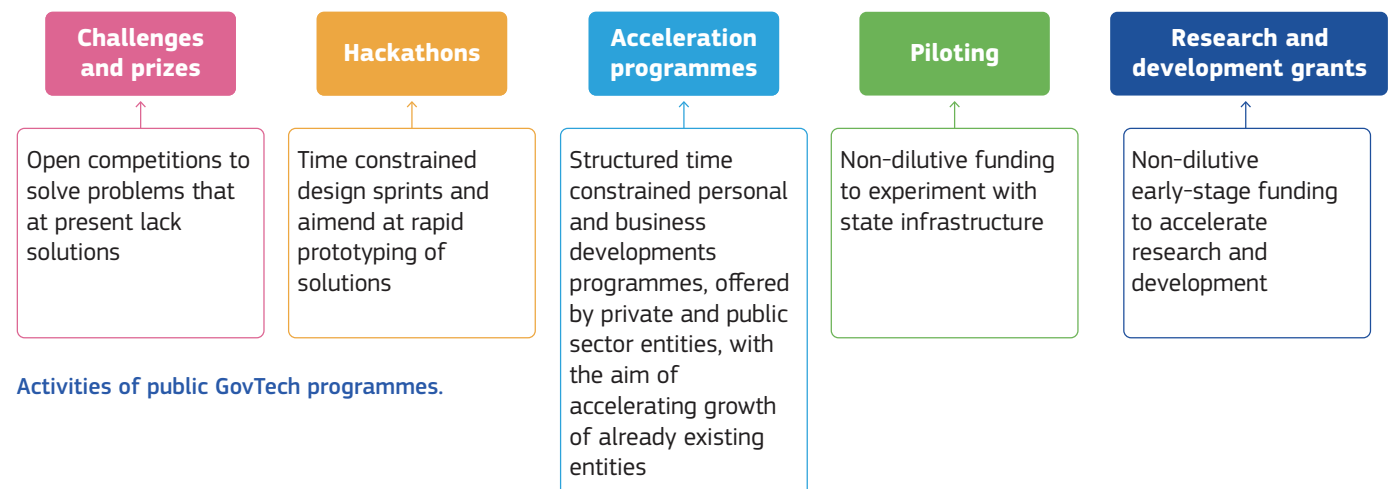 Challenges
and prizes
Open competitions to
solve problems that
at present lack
solutions
Hackathons
Time constrained
design sprints and
aimend at rapid
prototyping of
solutions
Acceleration
programmes
Structured time
constrained personal
and business
developments
programmes, offered
by private and public
sector entities, with
the aim of
accelerating growth
of already existing
entities
Piloting
Non-dilutive funding
to experiment with
state infrastructure
Research and
development grants
Non-dilutive
early-stage funding
to accelerate
research and
development
Activities of public GovTech programmes.